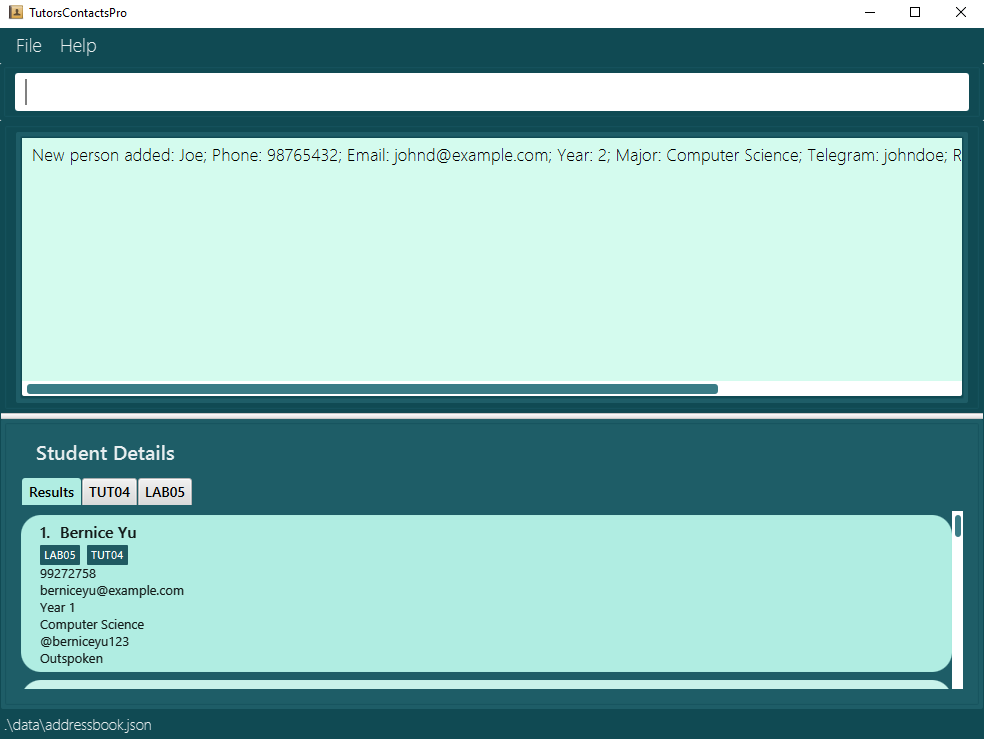 TutorsContactsPro
File Help
New person added: Joe; Phone: 98765432; Email: johnd@example.com; Year: 2; Major: Computer Science; Telegram: johndoe; R
Student Details
Results TUT04 LAB05
1. Bernice Yu
LAB05 TUT04
99272758
berniceyu@example.com
Year 1
Computer Science
@berniceyu123
Outspoken
.\data\addressbook.json